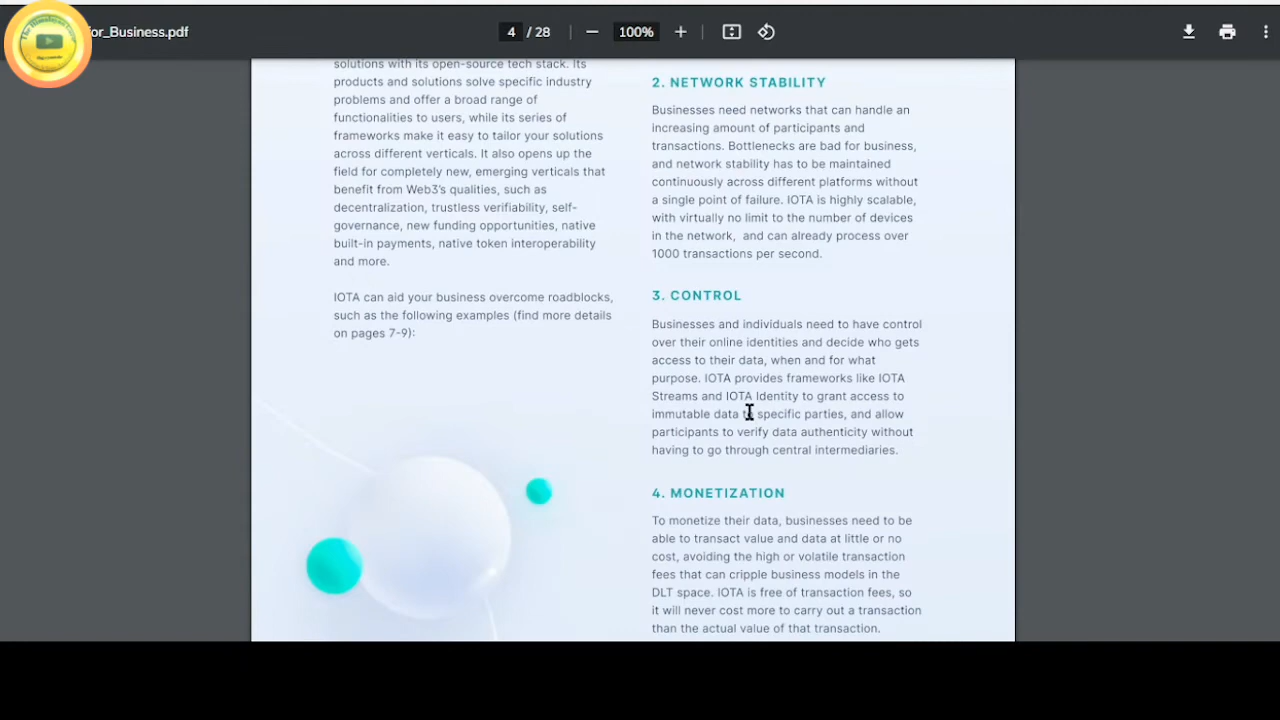 for_Business.pdf
4 / 28
100%
solutions with its open-source tech stack. Its
products and solutions solve specific industry
problems and offer a broad range of
functionalities to users, while its series of
frameworks make it easy to tailor your solutions
across different verticals. It also opens up the
field for completely new, emerging verticals that
benefit from Web3's qualities, such as
decentralization, trustless verifiability, self-
governance, new funding opportunities, native
built-in payments, native token interoperability
and more.
IOTA can aid your business overcome roadblocks,
such as the following examples (find more details
on pages 7-9):
2. NETWORK STABILITY
Businesses need networks that can handle an
increasing amount of participants and
transactions. Bottlenecks are bad for business,
and network stability has to be maintained
continuously across different platforms without
a single point of failure. IOTA is highly scalable,
with virtually no limit to the number of devices
in the network, and can already process over
1000 transactions per second.
3. CONTROL
Businesses and individuals need to have control
over their online identities and decide who gets
access to their data, when and for what
purpose. IOTA provides frameworks like IOTA
Streams and IOTA Identity to grant access to
immutable data to specific parties, and allow
participants to verify data authenticity without
having to go through central intermediaries.
4. MONETIZATION
To monetize their data, businesses need to be
able to transact value and data at little or no
cost, avoiding the high or volatile transaction
fees that can cripple business models in the
DLT space. IOTA is free of transaction fees, so
it will never cost more to carry out a transaction
than the actual value of that transaction.